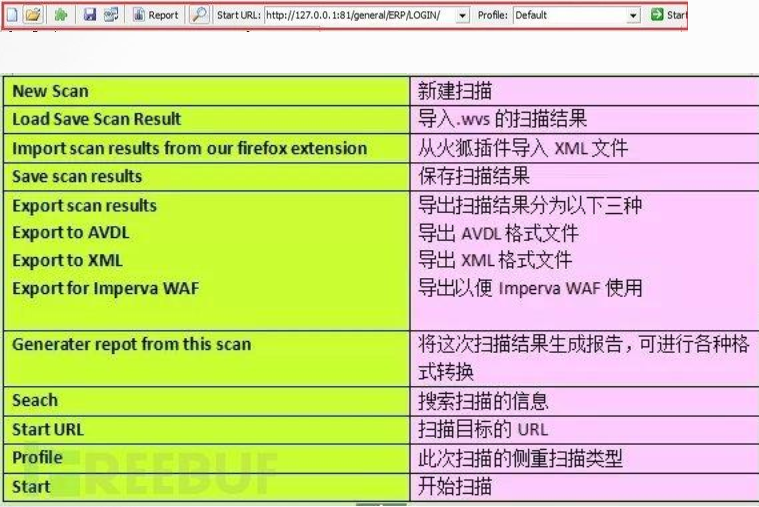 Report Start URL: http://127.0.0.1:81/general/ERP/LOGIN/ Profile: Default Start
New Scan 新建扫描
Load Save Scan Result 导入.wvs 的扫描结果
Import scan results from our firefox extension 从火狐插件导入 XML 文件
Save scan results 保存扫描结果
Export scan results 导出扫描结果分为以下三种
Export to AVDL 导出 AVDL 格式文件
Export to XML 导出 XML 格式文件
Export for Imperva WAF 导出以便 Imperva WAF 使用
Generater repot from this scan 将这次扫描结果生成报告，可进行各种格
式转换
Seach 搜索扫描的信息
Start URL 扫描目标的 URL
Profile 此次扫描的侧重扫描类型
Start 开始扫描
FREEBUF